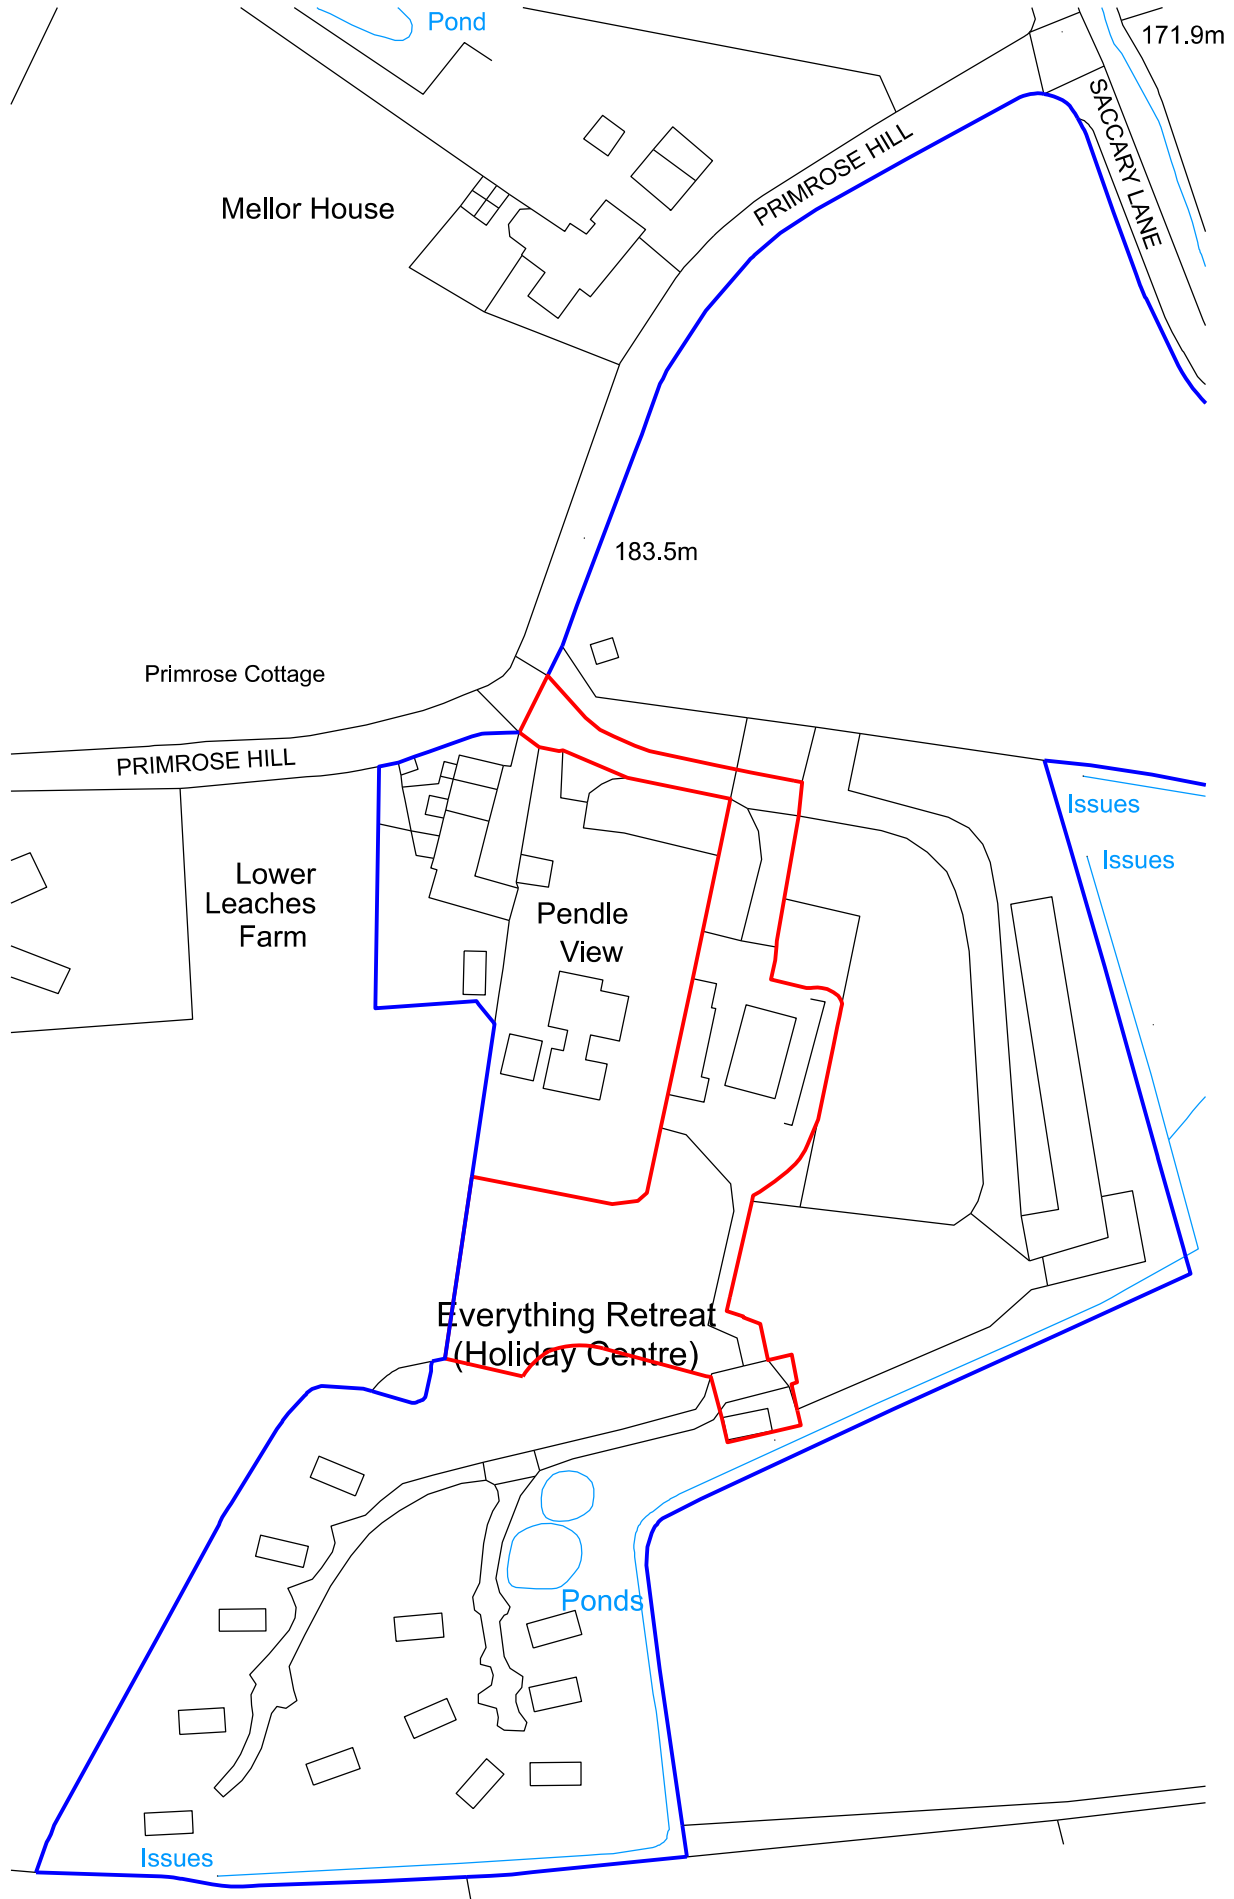 Pond
171.9m
SACCARY LANE
PRIMROSE HILL
Mellor House
183.5m
Primrose Cottage
PRIMROSE HILL
Issues
Issues
Lower
Leaches
Farm
Pendle
View
Everything Retreat
(Holiday Centre)
Ponds
Issues